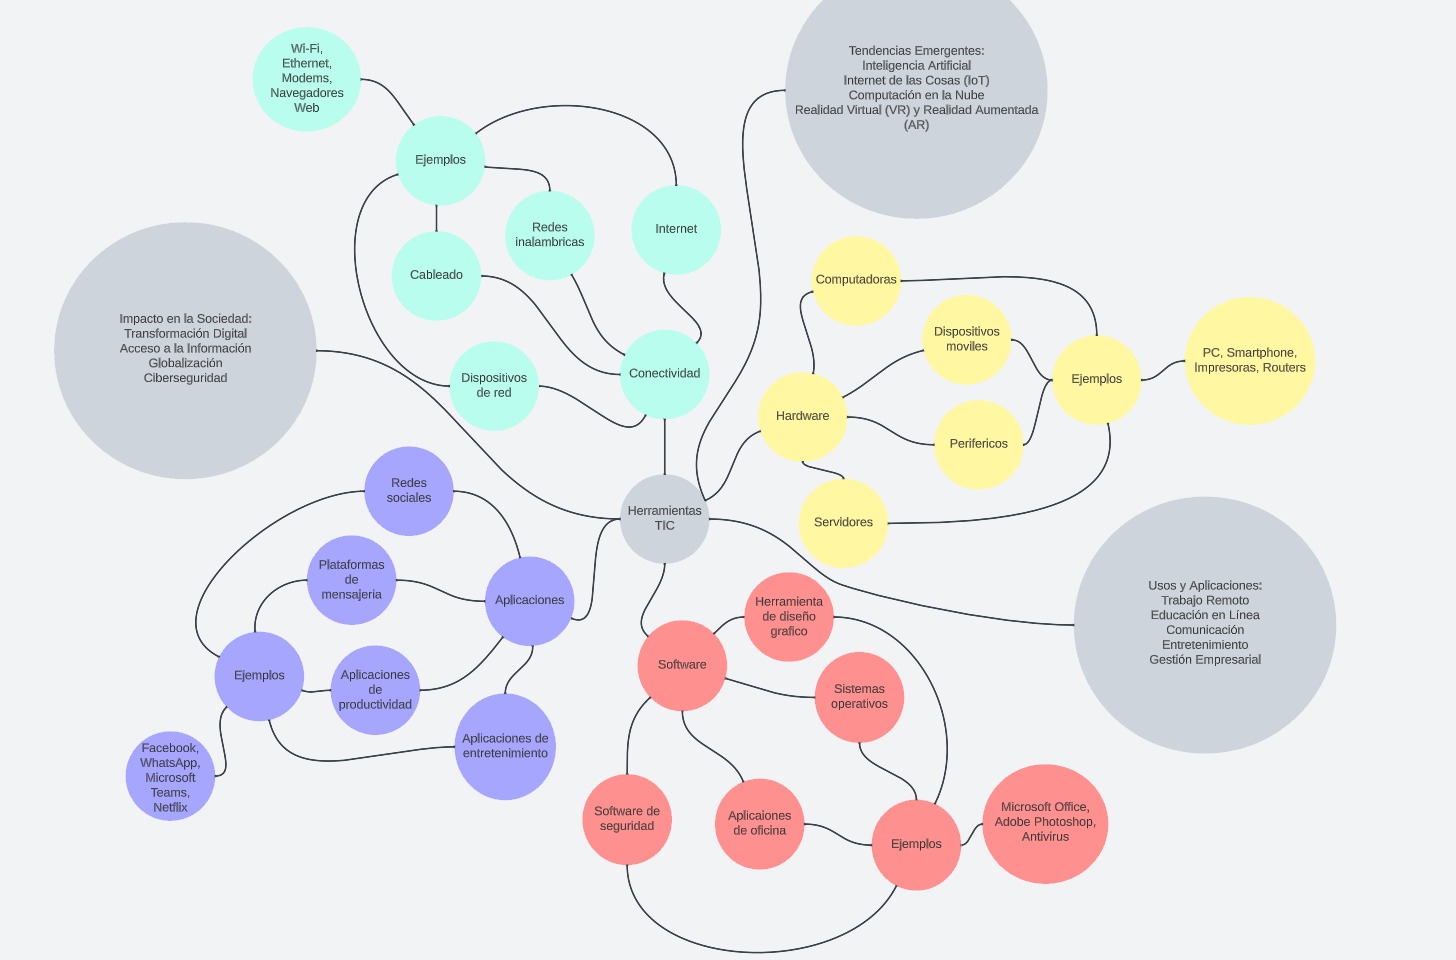 Wi-Fi,
Ethernet,
Modems,
Navegadores
Web
Ejemplos
Redes
inalambricas
Internet
Cableado
Dispositivos
de red
Conectividad
Tendencias Emergentes:
Inteligencia Artificial
Internet de las Cosas (IoT)
Computación en la Nube
Realidad Virtual (VR) y Realidad Aumentada
(AR)
Impacto en la Sociedad:
Transformación Digital
Acceso a la Información
Globalización
Ciberseguridad
Computadoras
Dispositivos
moviles
Hardware
Perifericos
Servidores
Ejemplos
PC, Smartphone,
Impresoras, Routers
Herramientas
TIC
Redes
sociales
Plataformas
de
mensajeria
Aplicaciones
Ejemplos
Aplicaciones
de
productividad
Aplicaciones de
entretenimiento
Facebook,
WhatsApp,
Microsoft
Teams,
Netflix
Usos y Aplicaciones:
Trabajo Remoto
Educación en Línea
Comunicación
Entretenimiento
Gestión Empresarial
Herramienta
de diseño
grafico
Software
Sistemas
operativos
Software de
seguridad
Aplicaiones
de oficina
Ejemplos
Microsoft Office,
Adobe Photoshop,
Antivirus